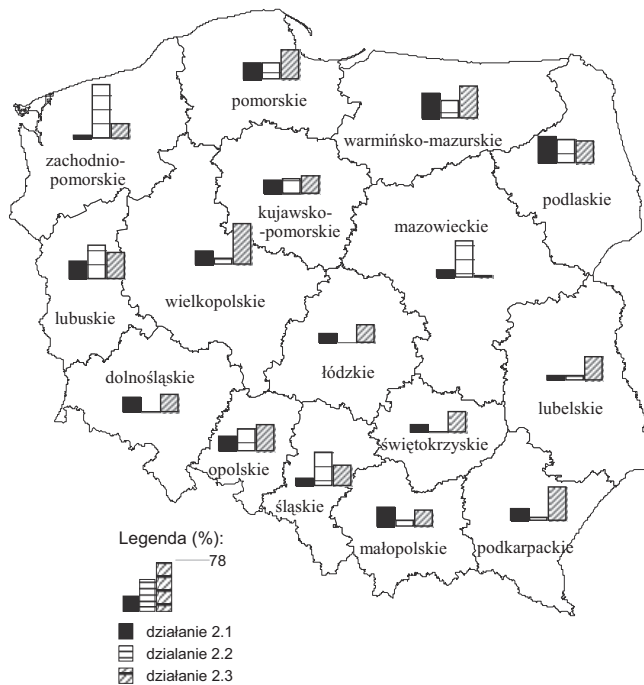 pomorskie
warmińsko-mazurskie
zachodnio-
pomorskie
podlaskie
kujawsko-
-pomorskie
mazowieckie
wielkopolskie
lubuskie
łódzkie
dolnośląskie
lubelskie
świętokrzyskie
opolskie
śląskie
małopolskie
podkarpackie
Legenda (%):
78
działanie 2.1
dzialanie 2.2
działanie 2.3